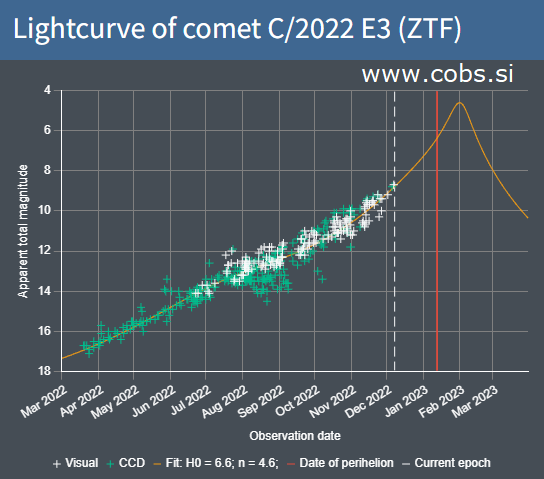 Lightcurve of comet C/2022 E3 (ZTF)
www.cobs.si
Apparent total magnitude
4
6
8
10
12
14
16
18
Mar 2022
Apr 2022
May 2022
Jun 2022
Jul 2022
Aug 2022
Sep 2022
Oct 2022
Nov 2022
Dec 2022
Jan 2023
Feb 2023
Mar 2023
Observation date
Visual
CCD
Fit: H0 = 6.6; n = 4.6;
Date of perihelion
Current epoch